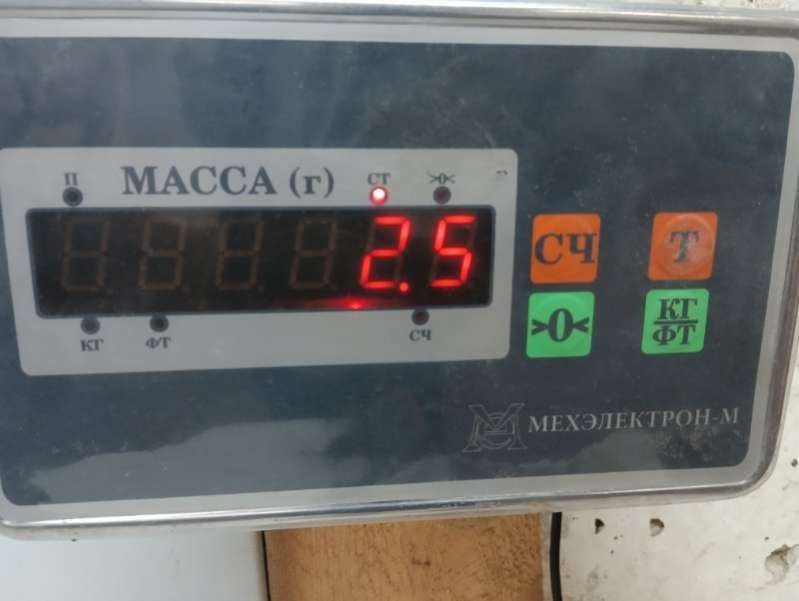 П МАССА (г) СТ >0<
2.5
КГ ФТ СЧ
СЧ Т
>0< КГ
ФТ
МЕХЭЛЕКТРОН-М